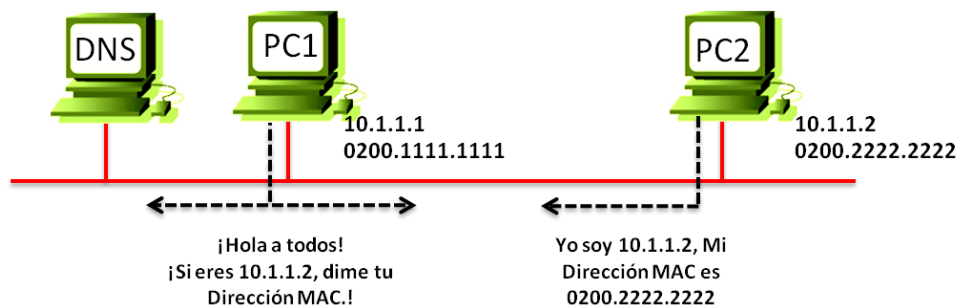 DNS
PC1
PC2
10.1.1.1
0200.1111.1111
10.1.1.2
0200.2222.2222
¡Hola a todos!
¡Si eres 10.1.1.2, dime tu
Dirección MAC.!
Yo soy 10.1.1.2, Mi
Dirección MAC es
0200.2222.2222